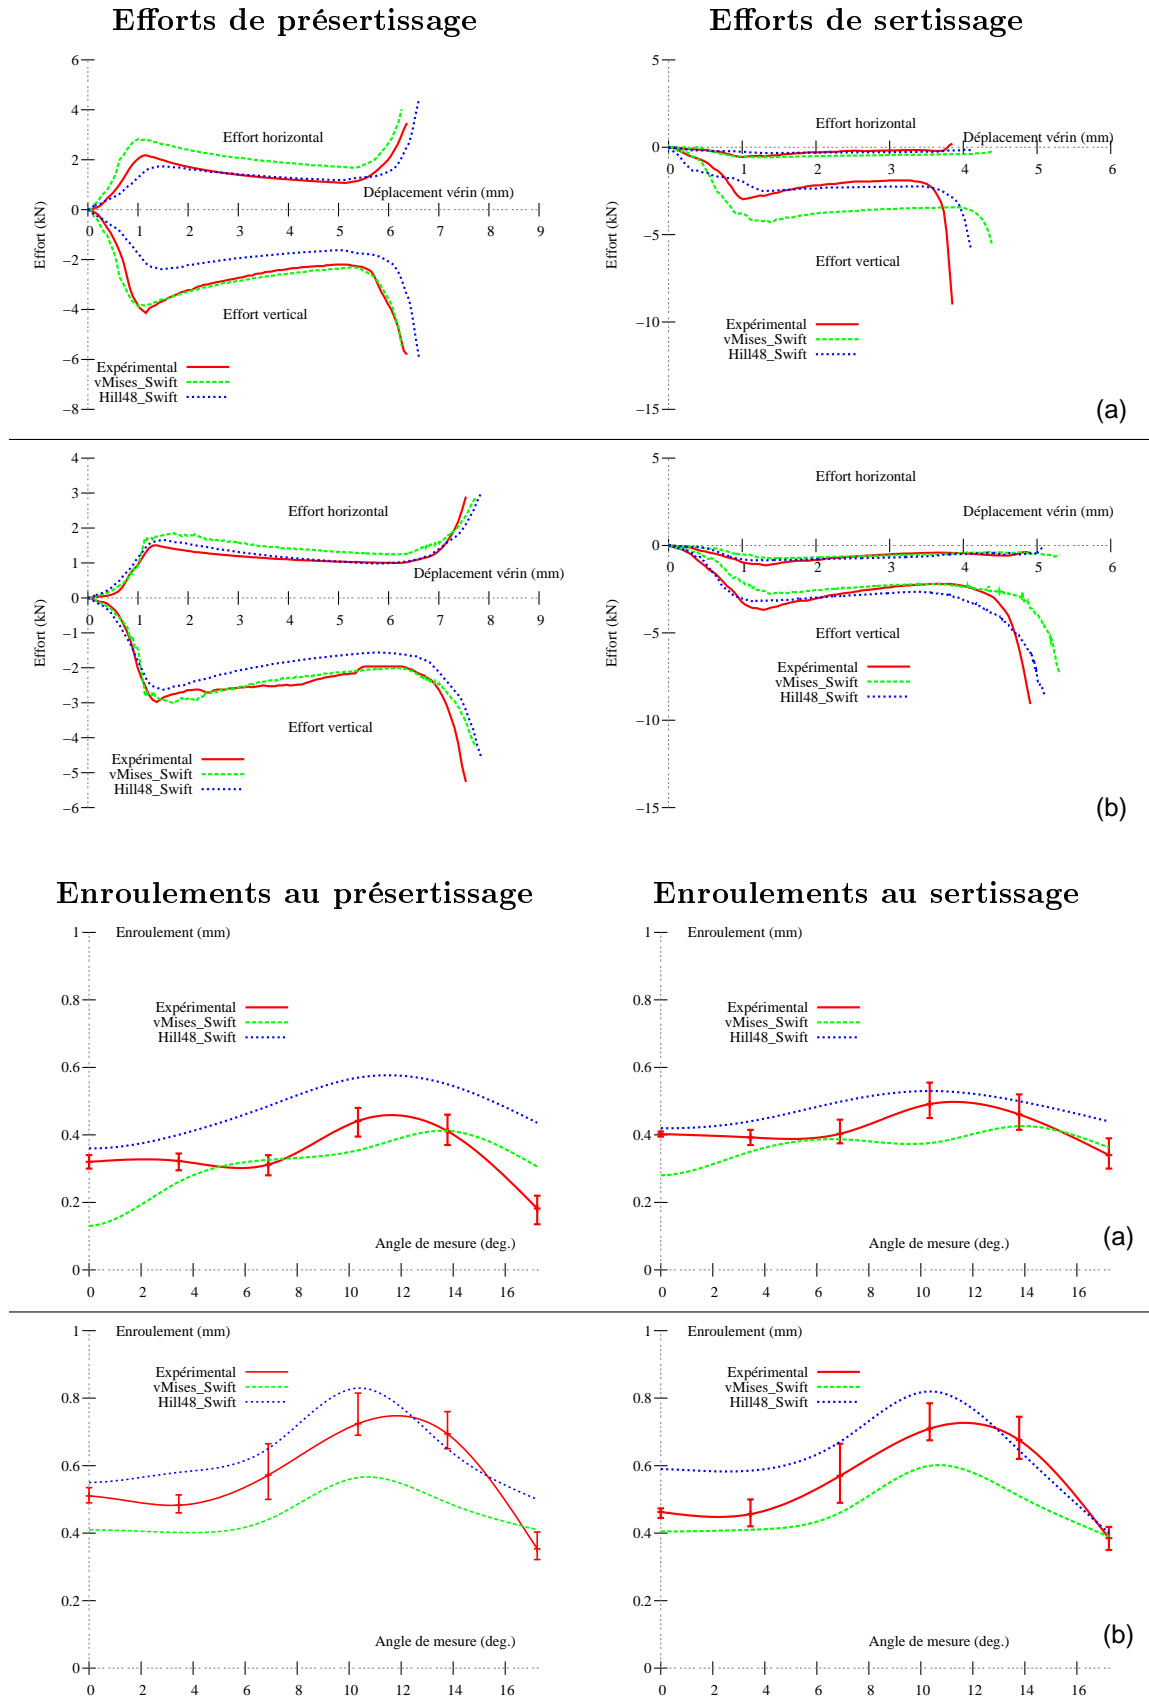 Efforts de présertissage
Efforts de sertissage
6
4
2
0
−2
−4
−6
−8
Effort (kN)
Effort horizontal
Déplacement vérin (mm)
0 1 2 3 4 5 6 7 8 9
Effort vertical
Expérimental
vMises_Swift
Hill48_Swift
5
0
−5
−10
−15
Effort (kN)
Effort horizontal
Déplacement vérin (mm)
0 1 2 3 4 5 6
Effort vertical
Expérimental
vMises_Swift
Hill48_Swift
(a)
4
3
2
1
0
−1
−2
−3
−4
−5
−6
Effort (kN)
Effort horizontal
Déplacement vérin (mm)
0 1 2 3 4 5 6 7 8 9
Effort vertical
Expérimental
vMises_Swift
Hill48_Swift
5
0
−5
−10
−15
Effort (kN)
Effort horizontal
Déplacement vérin (mm)
0 1 2 3 4 5 6
Effort vertical
Expérimental
vMises_Swift
Hill48_Swift
(b)
Enroulements au présertissage
Enroulements au sertissage
1
0.8
0.6
0.4
0.2
0
Enroulement (mm)
Expérimental
vMises_Swift
Hill48_Swift
Angle de mesure (deg.)
0 2 4 6 8 10 12 14 16
1
0.8
0.6
0.4
0.2
0
Enroulement (mm)
Expérimental
vMises_Swift
Hill48_Swift
Angle de mesure (deg.)
0 2 4 6 8 10 12 14 16
(a)
1
0.8
0.6
0.4
0.2
0
Enroulement (mm)
Expérimental
vMises_Swift
Hill48_Swift
Angle de mesure (deg.)
0 2 4 6 8 10 12 14 16
1
0.8
0.6
0.4
0.2
0
Enroulement (mm)
Expérimental
vMises_Swift
Hill48_Swift
Angle de mesure (deg.)
0 2 4 6 8 10 12 14 16
(b)